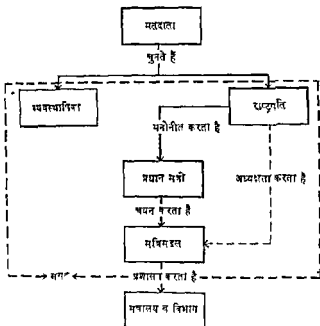 मतदाता
चुनते हैं
व्यवस्थापिका
राष्ट्रपति
मनोनीत करता है
प्रधान मंत्री
अध्यक्षता करता है
चयन करता है
मंत्रिमंडल
प्रशासन करता है
मंत्रालय व विभाग